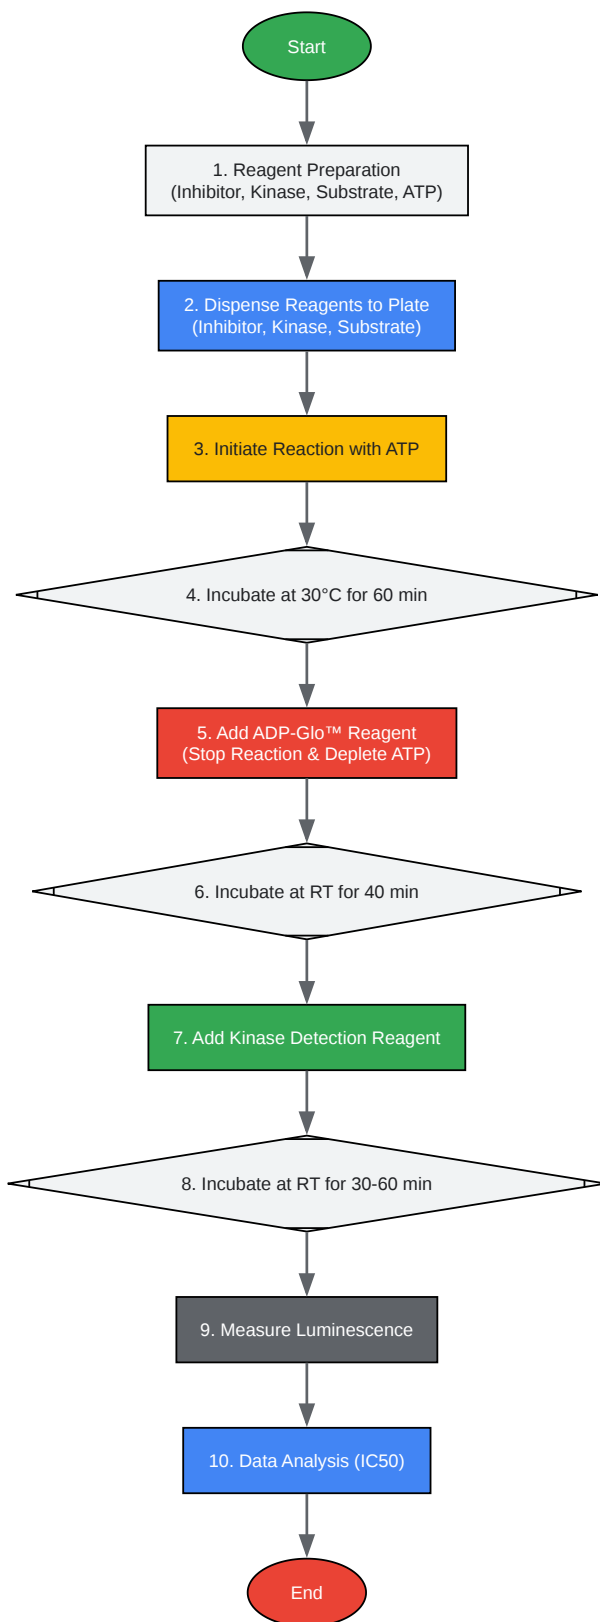 Start
1. Reagent Preparation
(Inhibitor, Kinase, Substrate, ATP)
2. Dispense Reagents to Plate
(Inhibitor, Kinase, Substrate)
3. Initiate Reaction with ATP
4. Incubate at 30°C for 60 min
5. Add ADP-Glo™ Reagent
(Stop Reaction & Deplete ATP)
6. Incubate at RT for 40 min
7. Add Kinase Detection Reagent
8. Incubate at RT for 30-60 min
9. Measure Luminescence
10. Data Analysis (IC50)
End